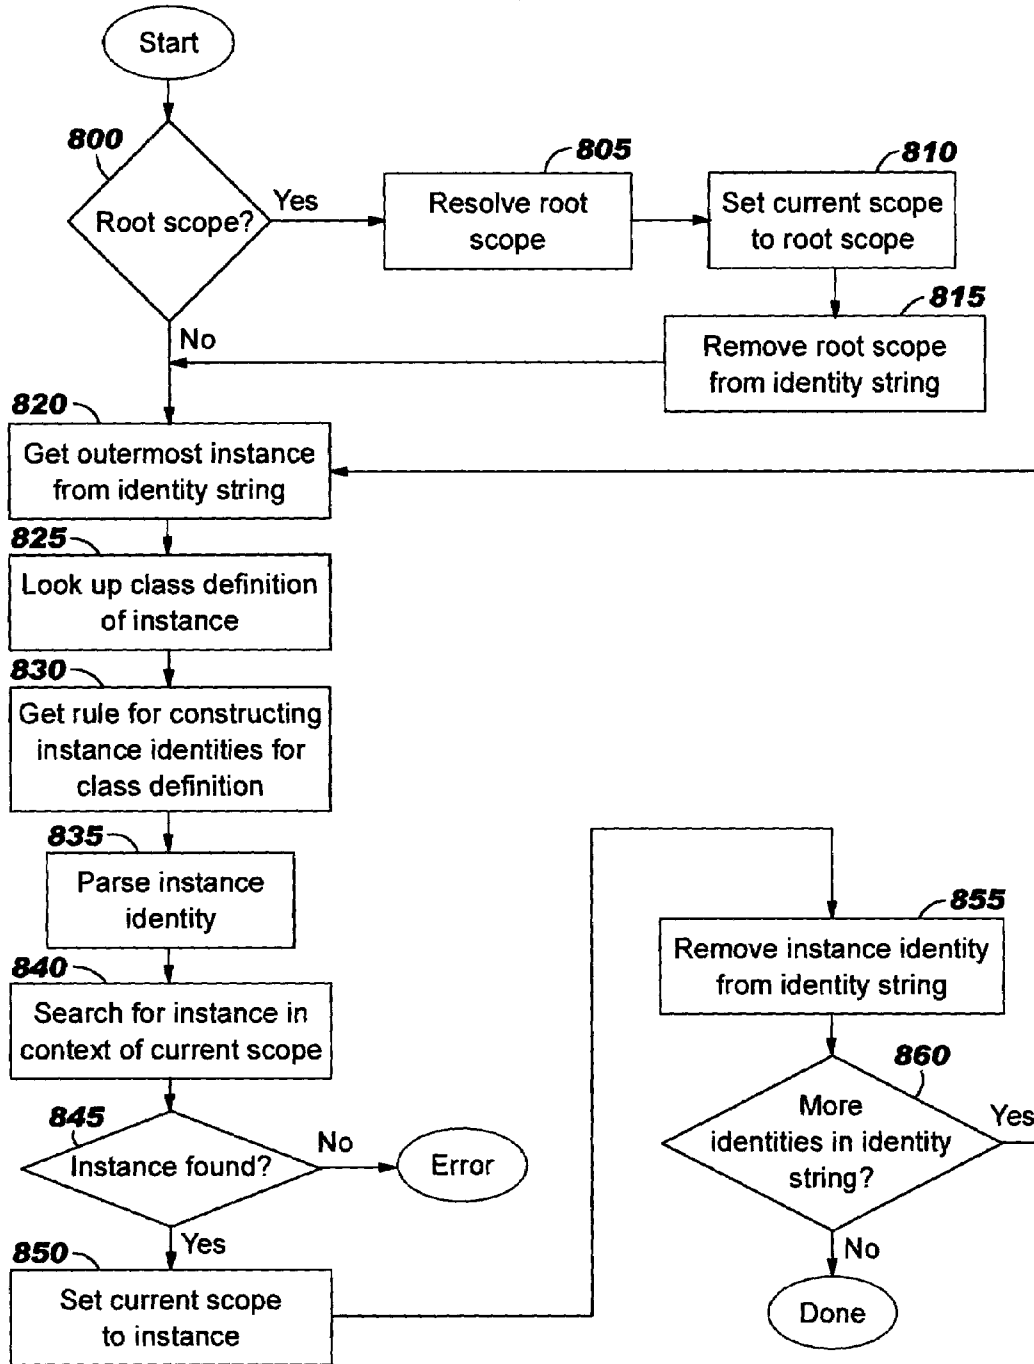 Start
800
Root scope?
Yes
805
Resolve root
scope
810
Set current scope
to root scope
815
Remove root scope
from identity string
No
820
Get outermost instance
from identity string
825
Look up class definition
of instance
830
Get rule for constructing
instance identities for
class definition
835
Parse instance
identity
840
Search for instance in
context of current scope
845
Instance found?
No
Error
Yes
850
Set current scope
to instance
855
Remove instance identity
from identity string
860
More
identities in identity
string?
Yes
No
Done